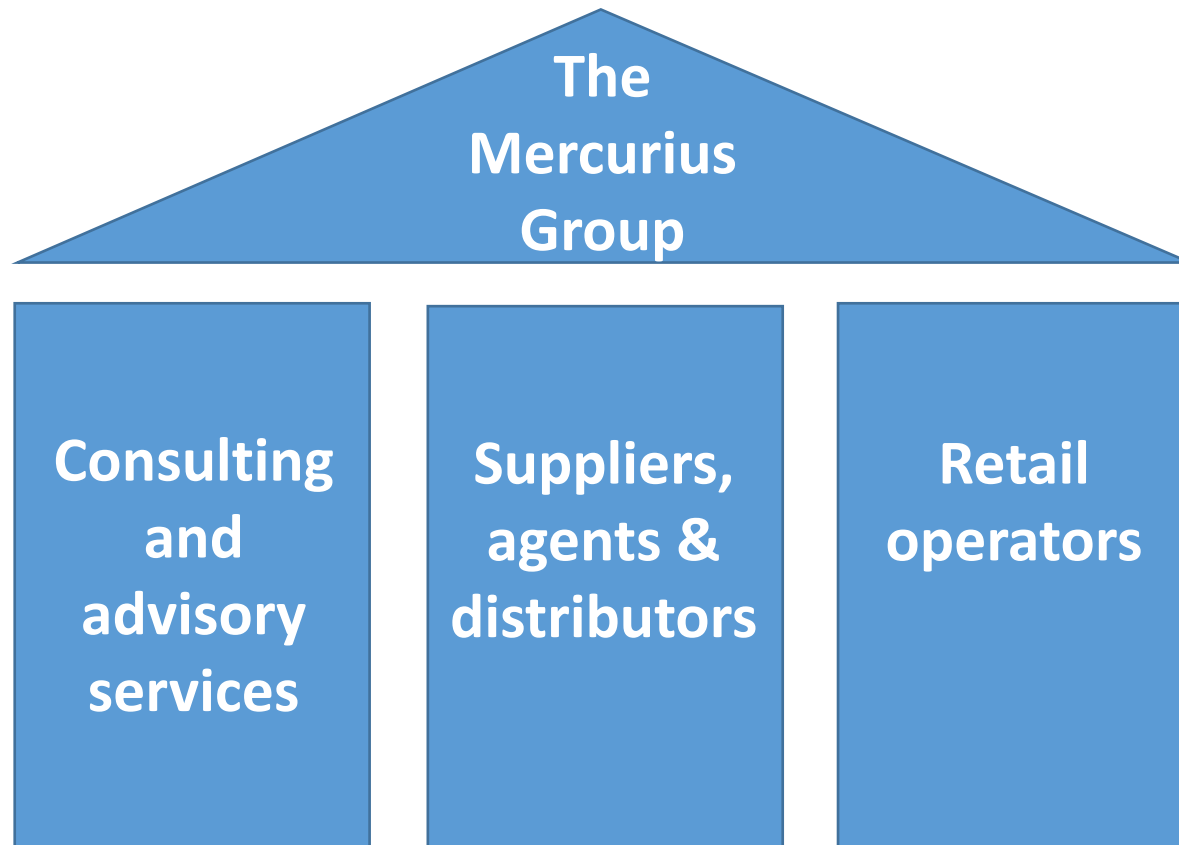 The
Mercurius
Group
Consulting
and
advisory
services
Suppliers,
agents &
distributors
Retail
operators